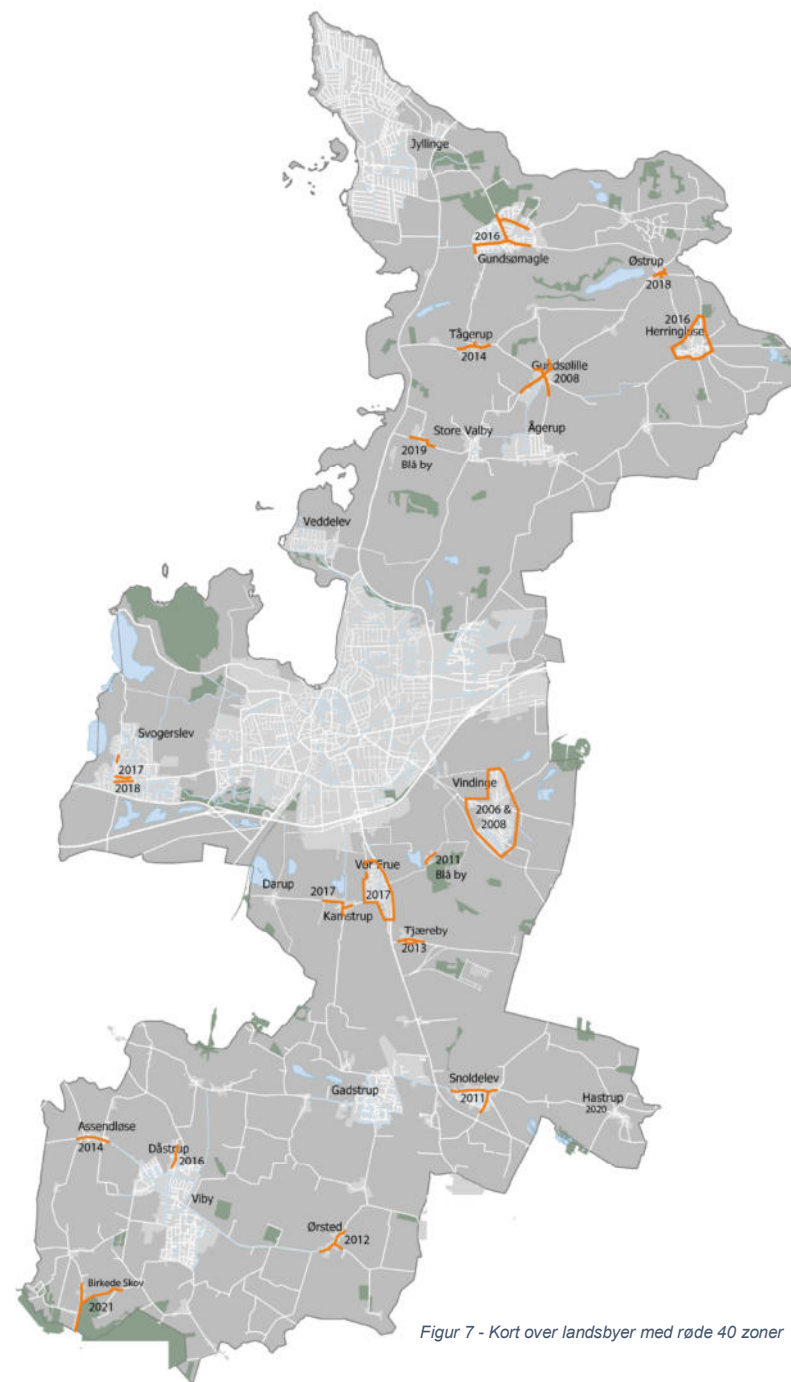 Jyllinge
2016
Gundsømagle
Østrup
2018
2016
Herringløse
Tågerup
2014
Gundsølille
2008
Store Valby
Ågerup
2019
Blå by
Veddelev
Svogerslev
2017
2018
Vindinge
2006 &
2008
2011
Blå by
Vor Frue
2017
Darup
2017
Kamstrup
Tjæreby
2013
Snoldelev
2011
Gadstrup
Hastrup
2020
Assendløse
2014
Dåstrup
2016
Viby
Ørsted
2012
Birkede Skov
2021
Figur 7 - Kort over landsbyer med røde 40 zoner